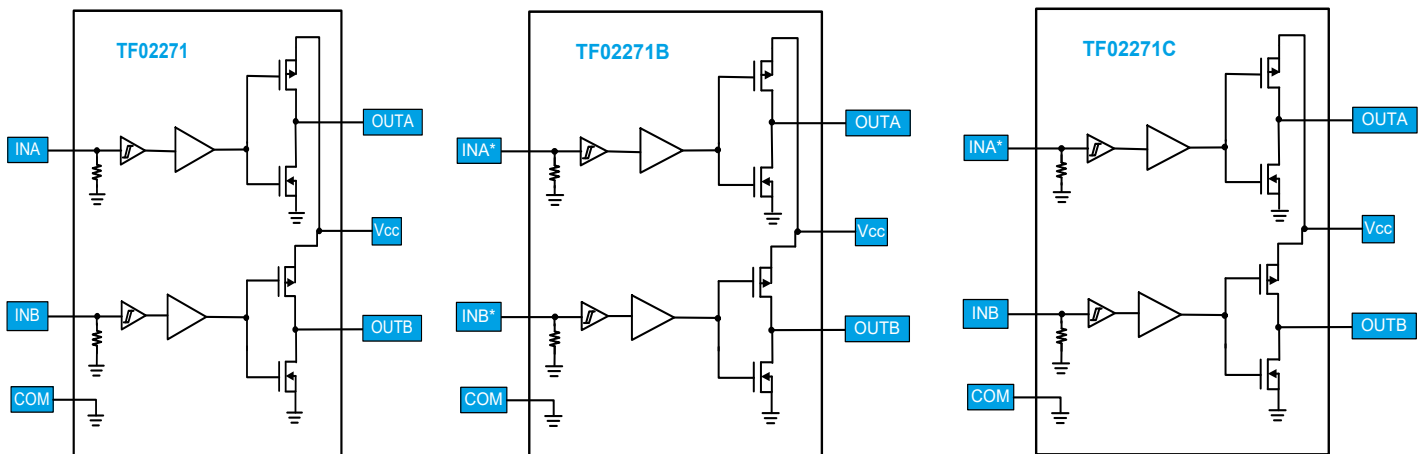 TF02271
INA
OUTA
Vcc
INB
OUTB
COM
TF02271B
INA*
OUTA
Vcc
INB*
OUTB
COM
TF02271C
INA*
OUTA
Vcc
INB
OUTB
COM